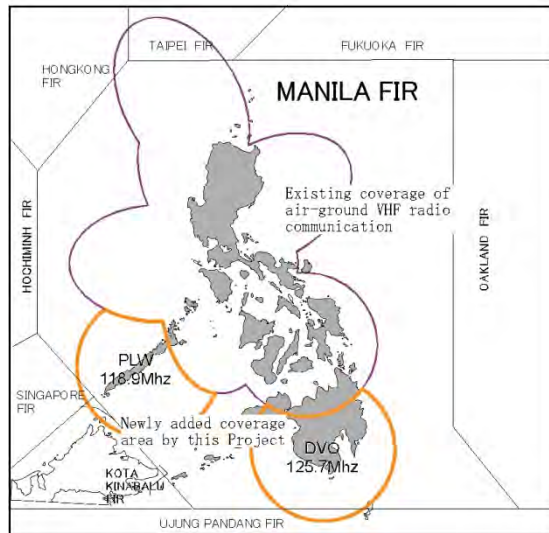 TAIPEI FIR
FUKUOKA FIR
HONGKONG
FIR
MANILA FIR
Existing coverage of
air-ground VHF radio
communication
HOCHIMINH FIR
OAKLAND FIR
PLW
118.9Mhz
SINGAPORE
FIR
Newly added coverage
area by this Project
DVO
125.7Mhz
KOTA
KINABALU
FIR
UJUNG PANDANG FIR